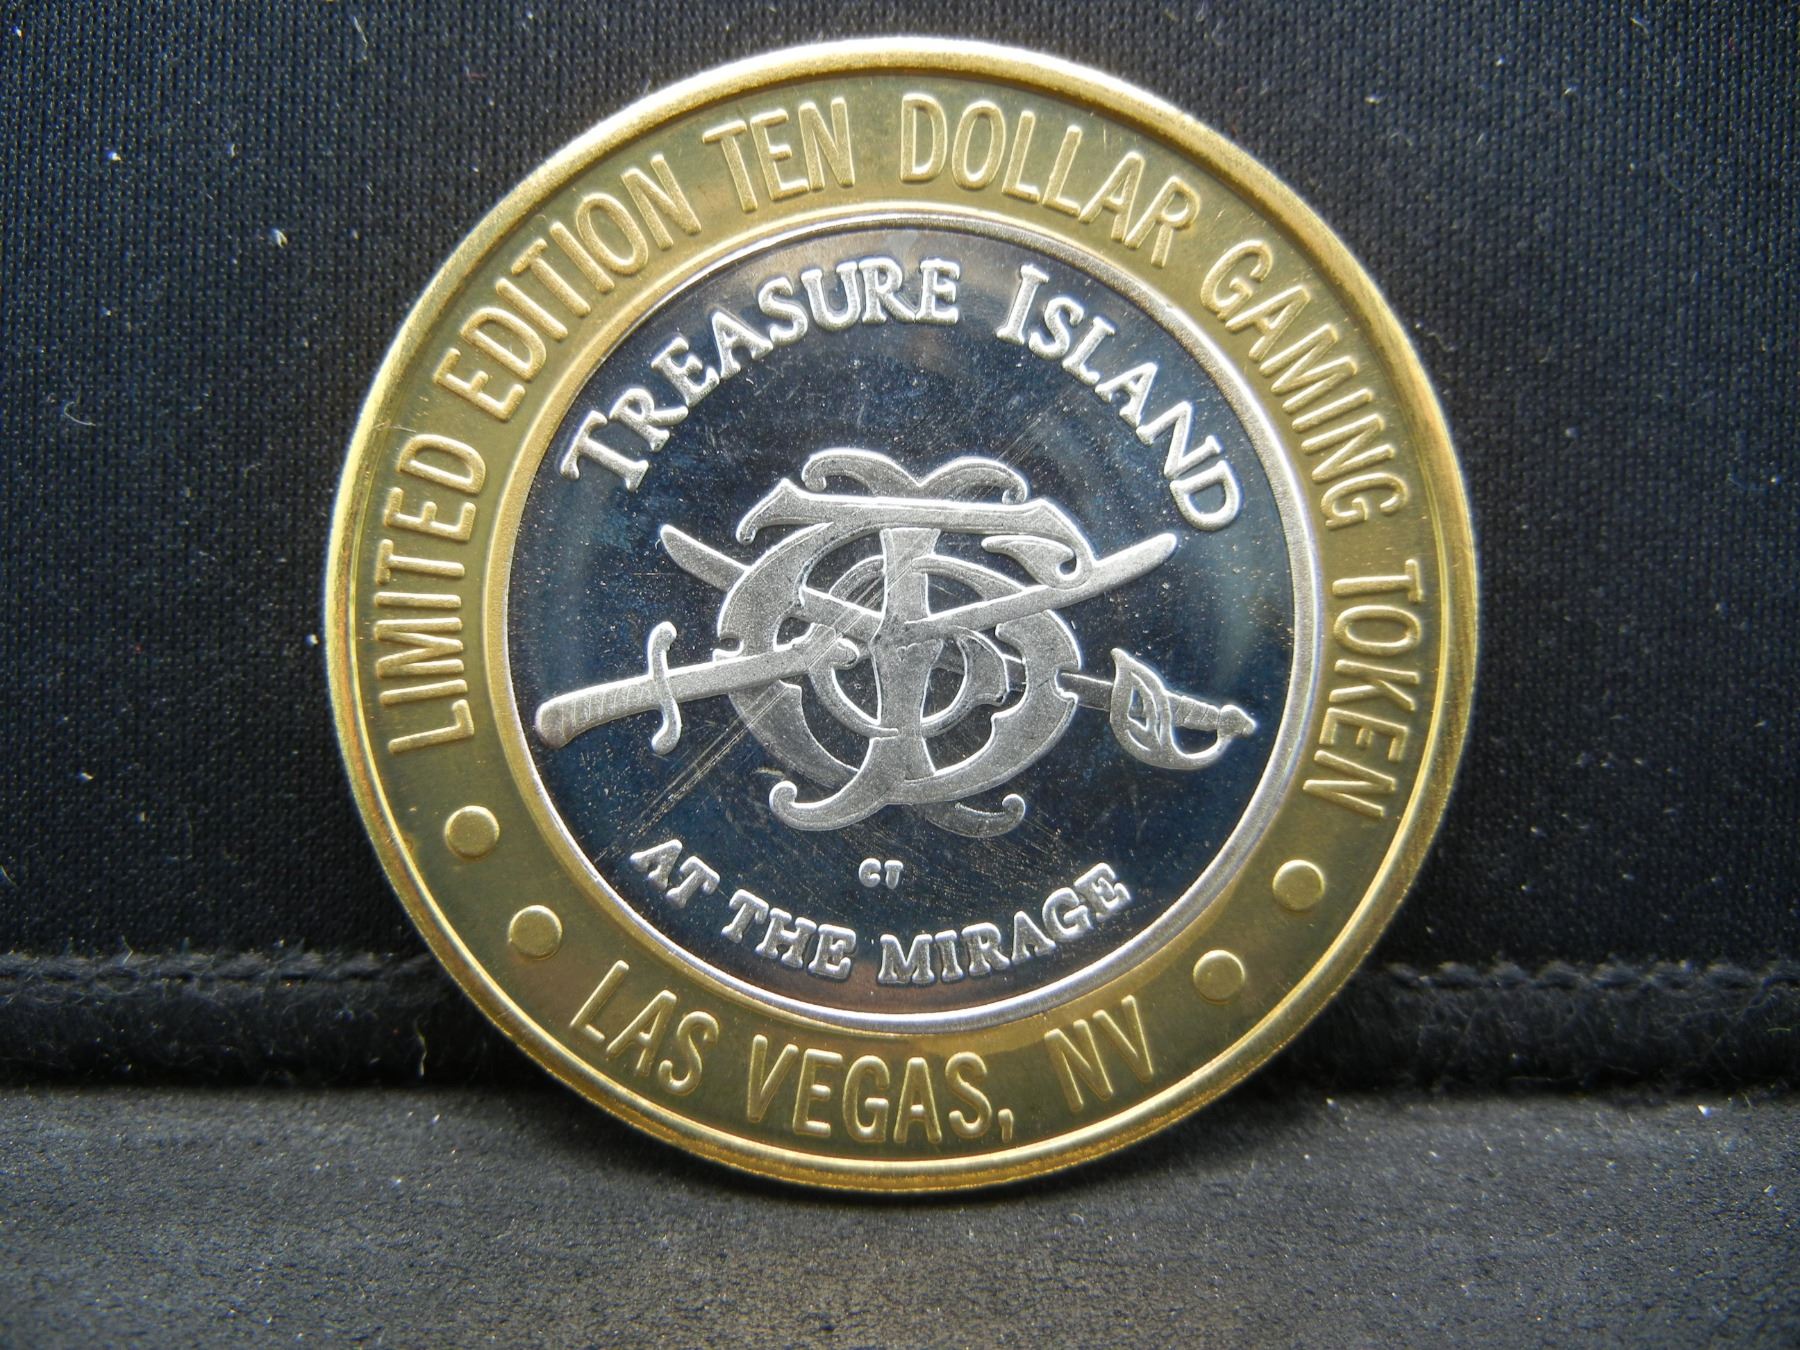 LIMITED EDITION TEN DOLLAR GAMING TOKEN
TREASURE ISLAND
CT
AT THE MIRAGE
LAS VEGAS, NV